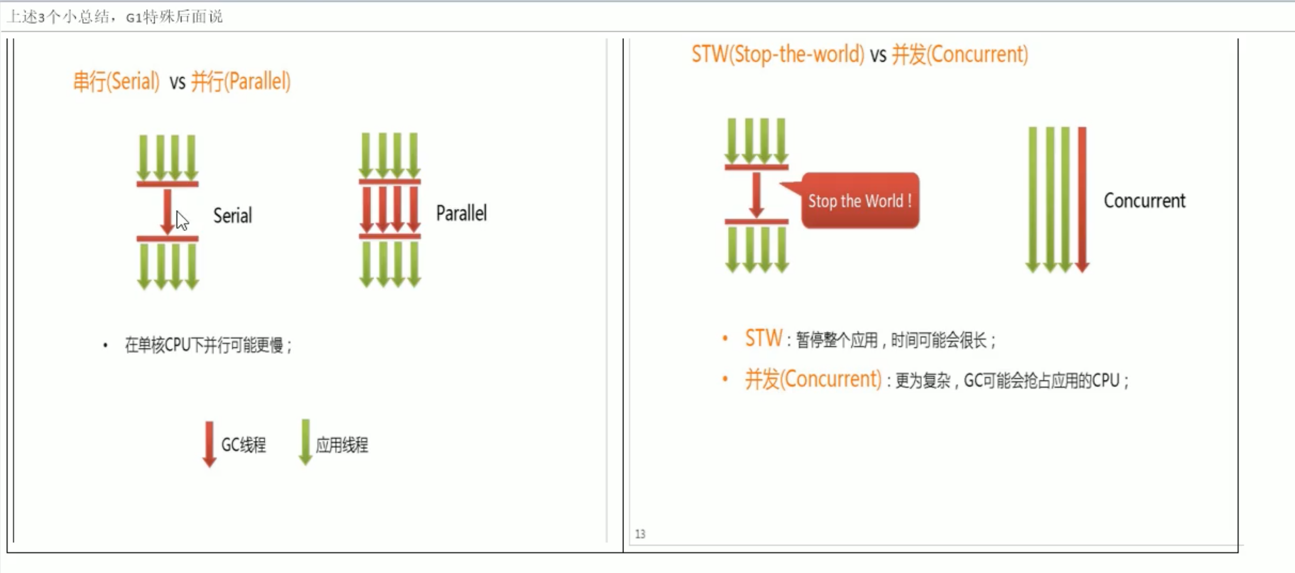 上述3个小总结，G1特殊后面说
串行(Serial) vs 并行(Parallel)
Serial
Parallel
• 在单核CPU下并行可能更慢；
GC线程
应用线程
STW(Stop-the-world) vs 并发(Concurrent)
Stop the World !
Concurrent
• STW：暂停整个应用，时间可能会很长；
• 并发(Concurrent)：更为复杂，GC可能会抢占应用的CPU；
13